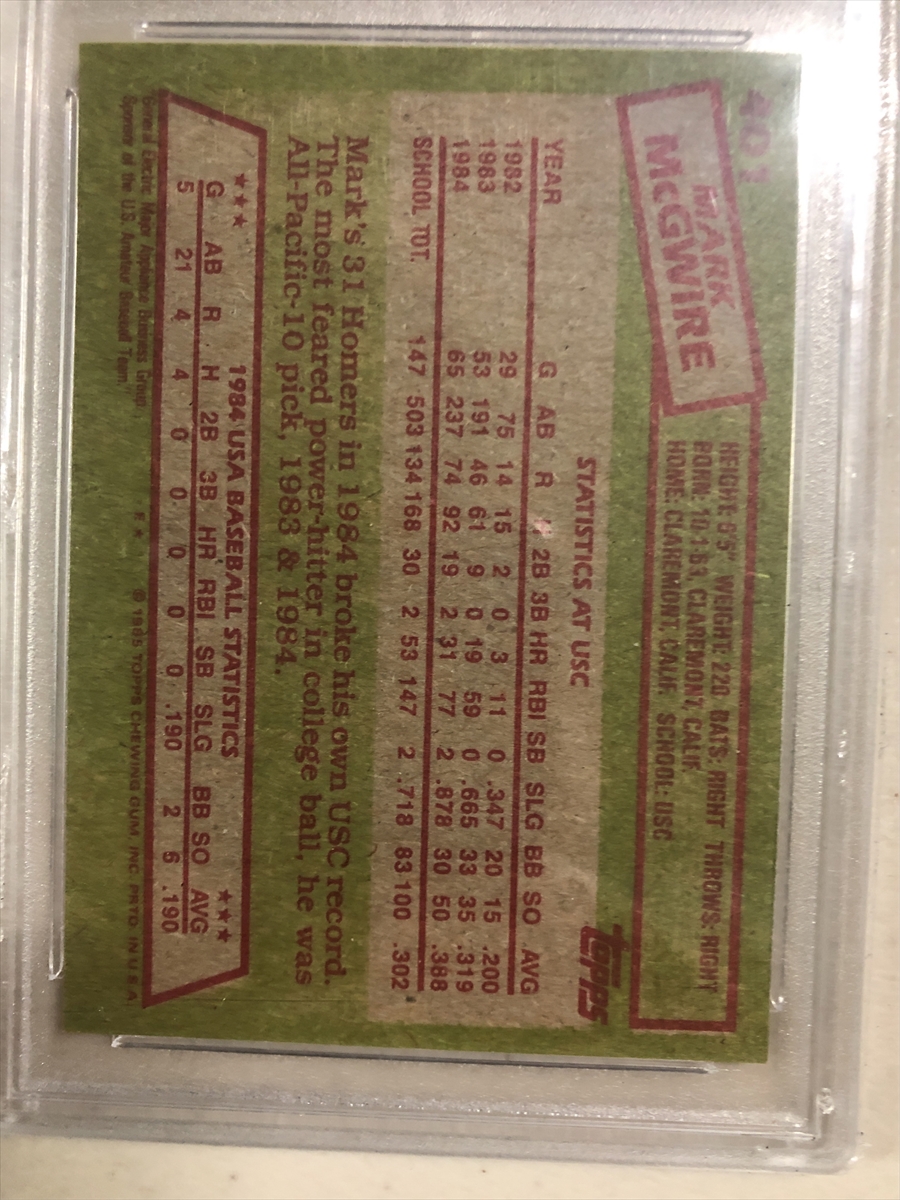 401
MARK
McGWIRE
HEIGHT: 6'5" WEIGHT: 220 BATS: RIGHT THROWS: RIGHT
BORN: 10-1-63, CLAREMONT, CALIF.
HOME: CLAREMONT, CALIF. SCHOOL: USC
topps
STATISTICS AT USC
YEAR G AB R H 2B 3B HR RBI SB SLG BB SO AVG
1982 29 75 14 15 2 0 3 11 0 .347 20 15 .200
1983 53 191 46 61 9 0 19 59 0 .665 33 35 .319
1984 65 237 74 92 19 2 31 77 2 .878 30 50 .388
SCHOOL TOT. 147 503 134 168 30 2 53 147 2 .718 83 100 .302
Mark's 31 Homers in 1984 broke his own USC record.
The most feared power-hitter in college ball, he was
All-Pacific-10 pick, 1983 & 1984.
★★★ 1984 USA BASEBALL STATISTICS ★★★
G AB R H 2B 3B HR RBI SB SLG BB SO AVG
5 21 4 4 0 0 0 0 0 .190 2 6 .190
General Electric Major Appliance Business Group
Sponsor of the U.S. Amateur Baseball Team.
F★ © 1985 TOPPS CHEWING GUM, INC. PRTD. IN U.S.A.